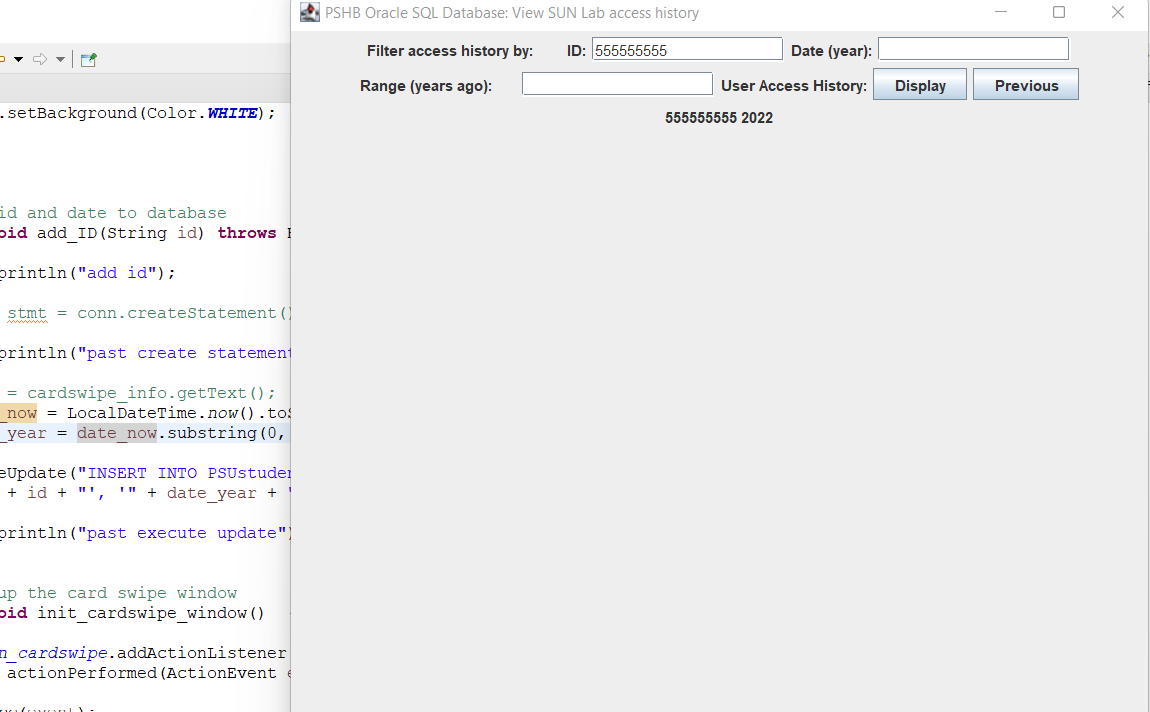 PSHB Oracle SQL Database: View SUN Lab access history
Filter access history by: ID: 555555555 Date (year):
Range (years ago): User Access History: Display Previous
555555555 2022
.setBackground(Color.WHITE);
id and date to database
oid add_ID(String id) throws
println("add id");
stmt = conn.createStatement()
println("past create statement
= cardswipe_info.getText();
_now = LocalDateTime.now().to
_year = date_now.substring(0,
eUpdate("INSERT INTO PSUstuden
+ id + "', '" + date_year + "
println("past execute update")
up the card swipe window
oid init_cardswipe_window()
n_cardswipe.addActionListener
actionPerformed(ActionEvent e